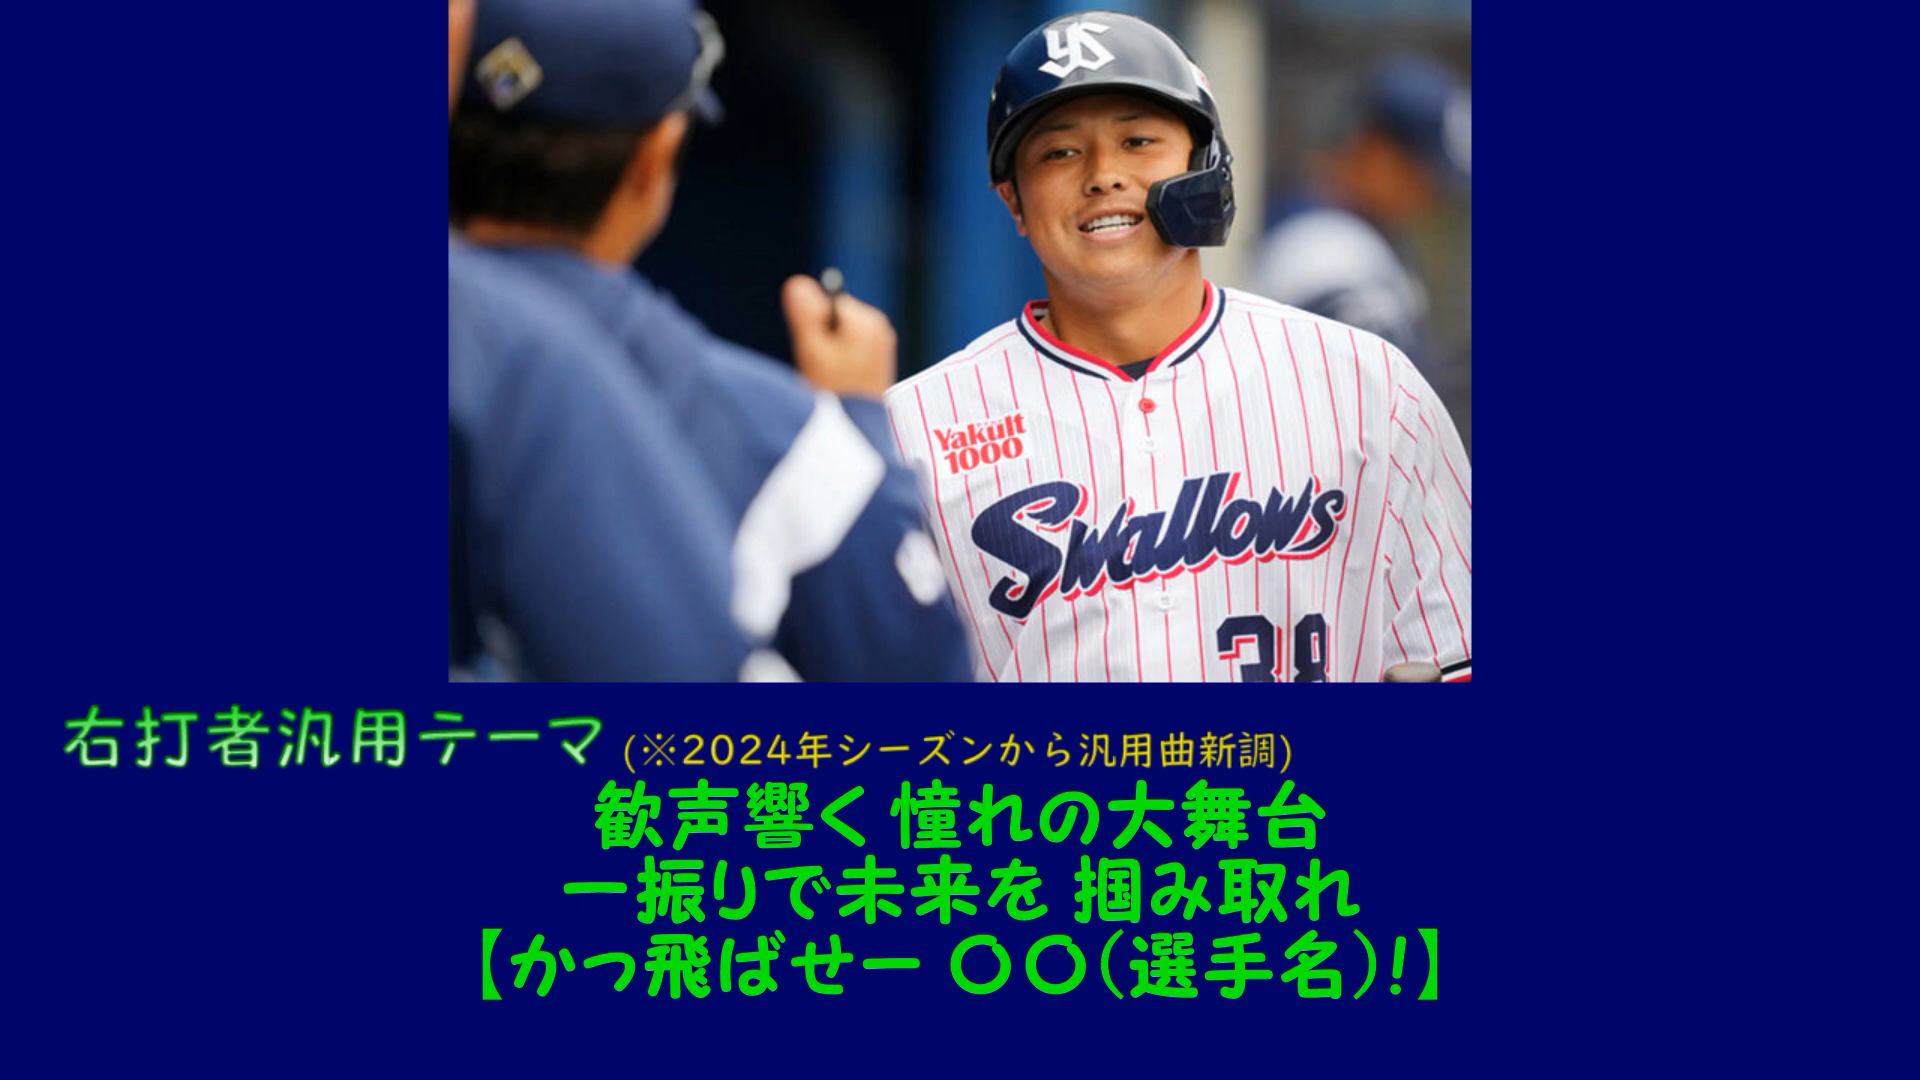 YS
Yakult
1000
Swallows
38
右打者汎用テーマ (※2024年シーズンから汎用曲新調)
歓声響く 憧れの大舞台
一振りで未来を 掴み取れ
【かっ飛ばせー 〇〇(選手名)!】